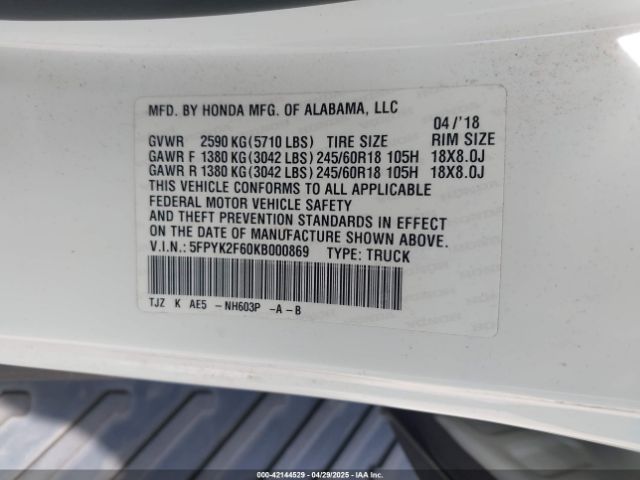 MFD. BY HONDA MFG. OF ALABAMA, LLC
04/'18
GVWR 2590 KG(5710 LBS) TIRE SIZE RIM SIZE
GAWR F 1380 KG(3042 LBS) 245/60R18 105H 18X8.0J
GAWR R 1380 KG(3042 LBS) 245/60R18 105H 18X8.0J
THIS VEHICLE CONFORMS TO ALL APPLICABLE
FEDERAL MOTOR VEHICLE SAFETY
AND THEFT PREVENTION STANDARDS IN EFFECT
ON THE DATE OF MANUFACTURE SHOWN ABOVE.
V.I.N.: 5FPYK2F60KB000869 TYPE: TRUCK
TJZ K AE5 -NH603P -A-B
000-42144529 - 04/29/2025 - IAAI.COM